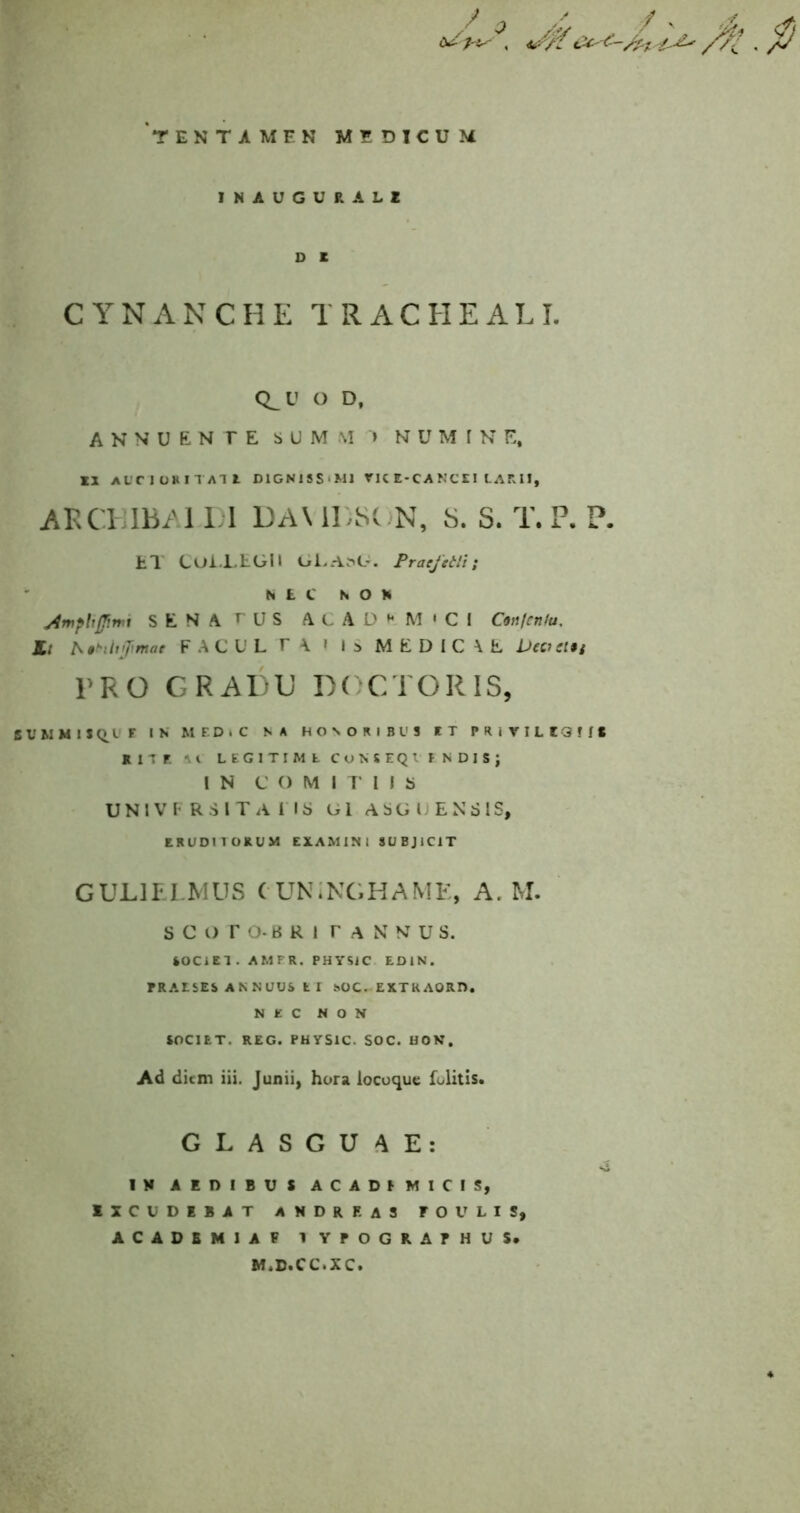 Jno. MacKnie M.D
TENTAMEN MEDICUM
INAUGURALE
DE
CYNANCHE TRACHEALI.
QUOD,
ANNUENTE SUMMO NUMINE,
EX AUCTORITATE DIGNISSIMI VICE-CANCELLARII,
ARCHIBALDI DAVIDSON, S. S. T. P. P.
ET COLLEGII GLASG. Praefecti;
NEC NON
Amplissimi SENATUS ACADEMICI Consensu,
Et Nobilissimae FACULTATIS MEDICAE Decreto;
PRO GRADU DOCTORIS,
SUMMISQUE IN MEDICINA HONORIBUS ET PRIVILEGIIS
RITE AC LEGITIME CONSEQUENDIS;
IN COMITIIS
UNIVERSITATIS GLASGUENSIS,
ERUDITORUM EXAMINI SUBJICIT
GULIELMUS CUNINGHAME, A. M.
SCOTO-BRITANNUS.
SOCIET. AMER. PHYSIC EDIN.
PRAESES ANNUUS ET SOC. EXTRAORD.
NEC NON
SOCIET. REG. PHYSIC. SOC. HON.
Ad diem iii. Junii, hora locoque solitis.
GLASGUAE:
IN AEDIBUS ACADEMICIS,
EXCUDEBAT ANDREAS FOULIS,
ACADEMIAE TYPOGRAPHUS.
M.D.CC.XC.